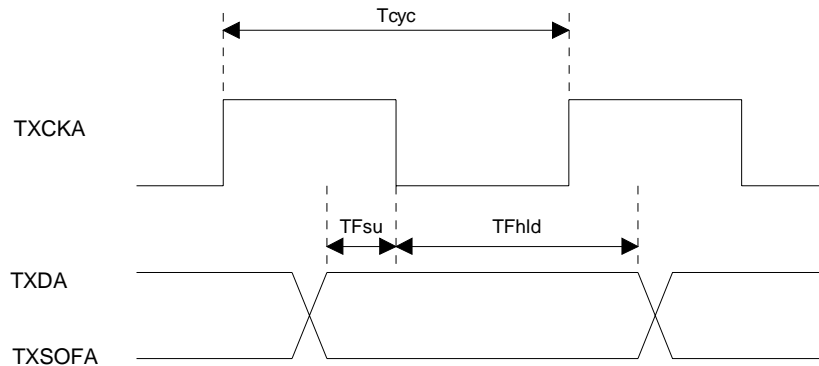 Tcyc
TXCKA
TFsu
TFhld
TXDA
TXSOFA